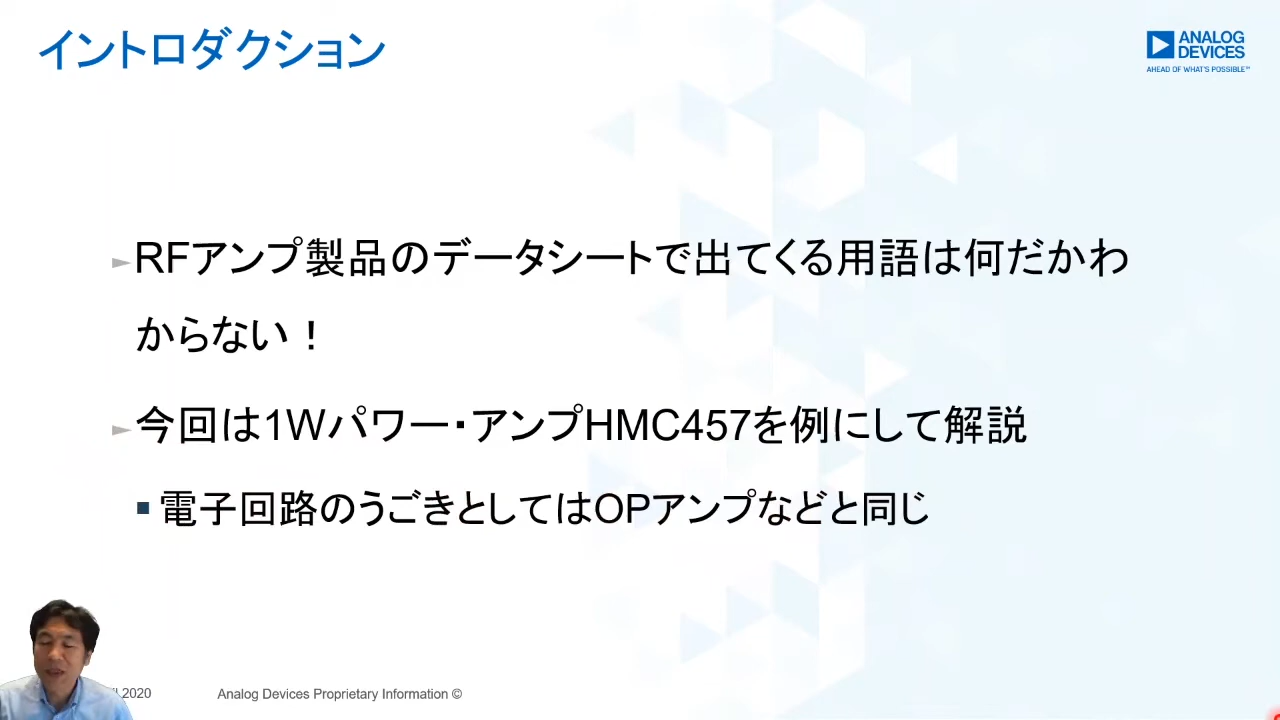 イントロダクション
ANALOG
DEVICES
AHEAD OF WHAT'S POSSIBLE™
RFアンプ製品のデータシートで出てくる用語は何だかわ
からない！
今回は1Wパワー・アンプHMC457を例にして解説
電子回路のうごきとしてはOPアンプなどと同じ
2020
Analog Devices Proprietary Information ©